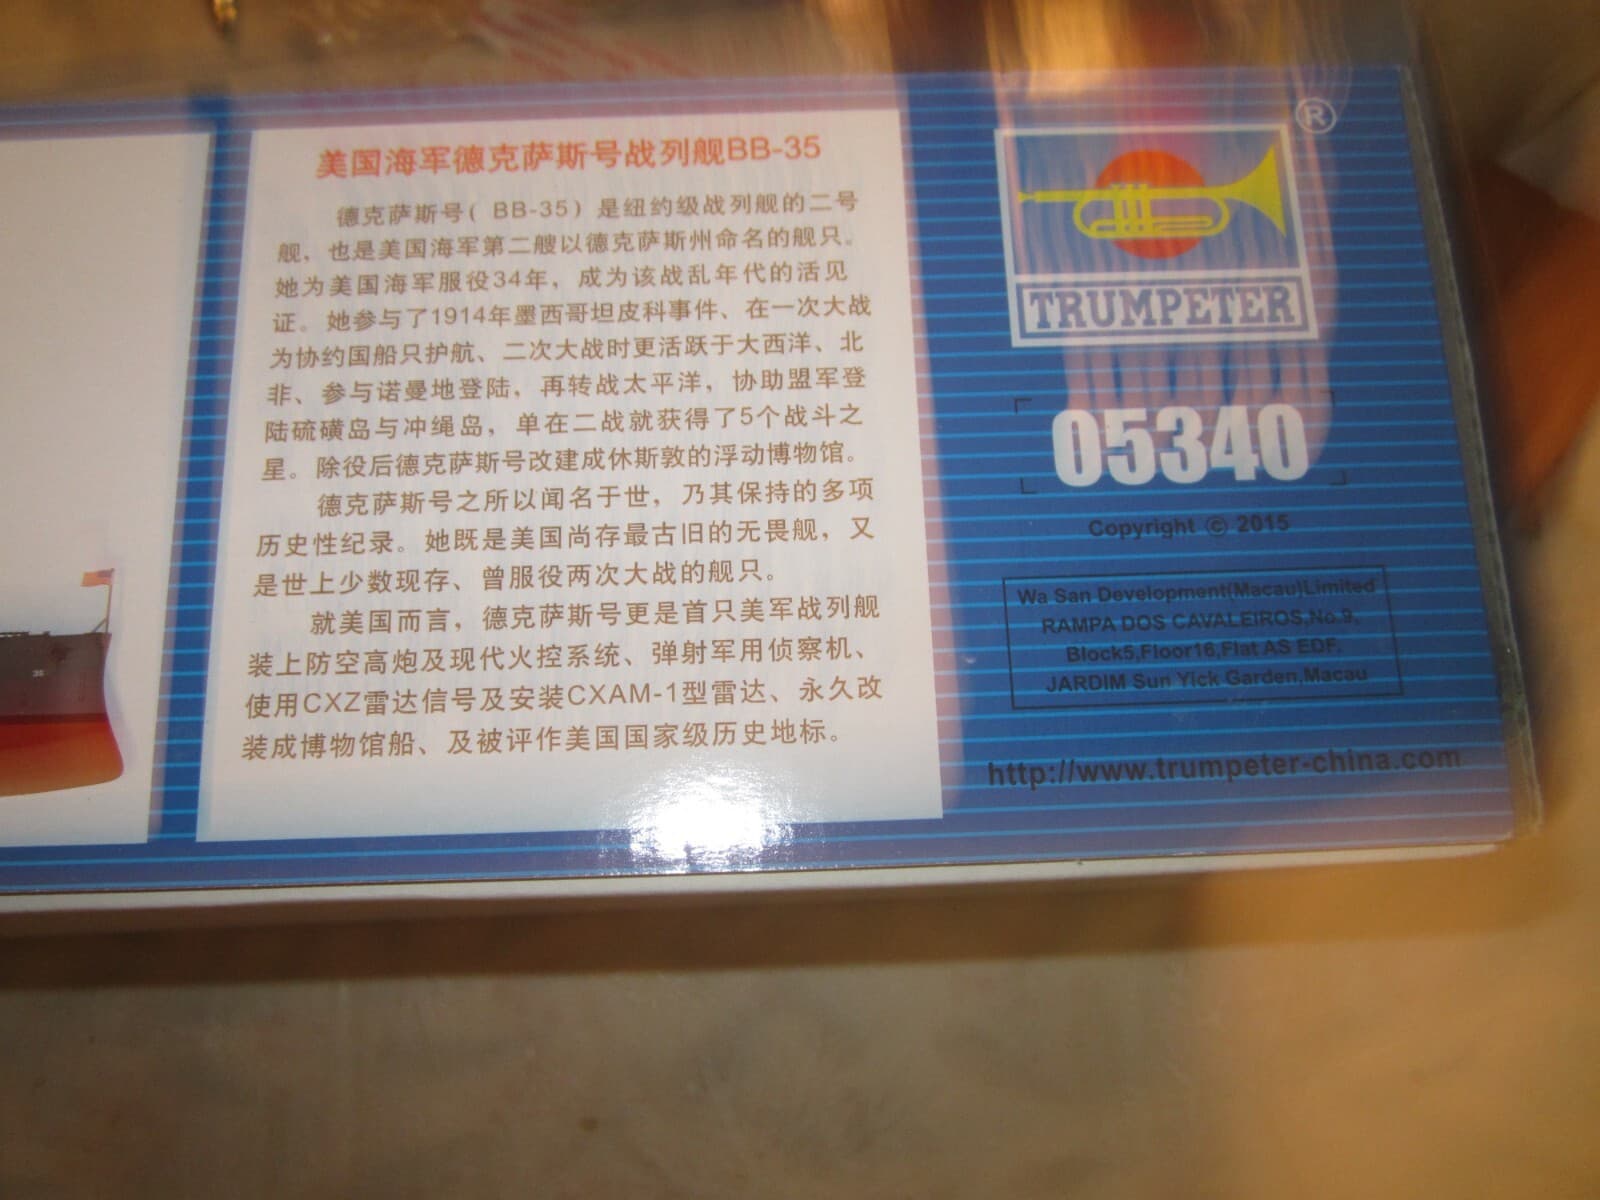 美国海军德克萨斯号战列舰BB-35
德克萨斯号( BB-35) 是纽约级战列舰的二号
舰，也是美国海军第二艘以德克萨斯州命名的舰只。
她为美国海军服役34年，成为该战乱年代的活见
证。她参与了1914年墨西哥坦皮科事件、在一次大战
为协约国船只护航、二次大战时更活跃于大西洋、北
非、参与诺曼地登陆，再转战太平洋，协助盟军登
陆硫磺岛与冲绳岛，单在二战就获得了5个战斗之
星。除役后德克萨斯号改建成休斯敦的浮动博物馆。
德克萨斯号之所以闻名于世，乃其保持的多项
历史性纪录。她既是美国尚存最古旧的无畏舰，又
是世上少数现存、曾服役两次大战的舰只。
就美国而言，德克萨斯号更是首只美军战列舰
装上防空高炮及现代火控系统、弹射军用侦察机、
使用CXZ雷达信号及安装CXAM-1型雷达、永久改
装成博物馆船、及被评作美国国家级历史地标。
35
®
TRUMPETER
05340
Copyright © 2015
Wa San Development(Macau)Limited
RAMPA DOS CAVALEIROS,No.9,
Block5,Floor16,Flat AS EDF.
JARDIM Sun Yick Garden,Macau
http://www.trumpeter-china.com